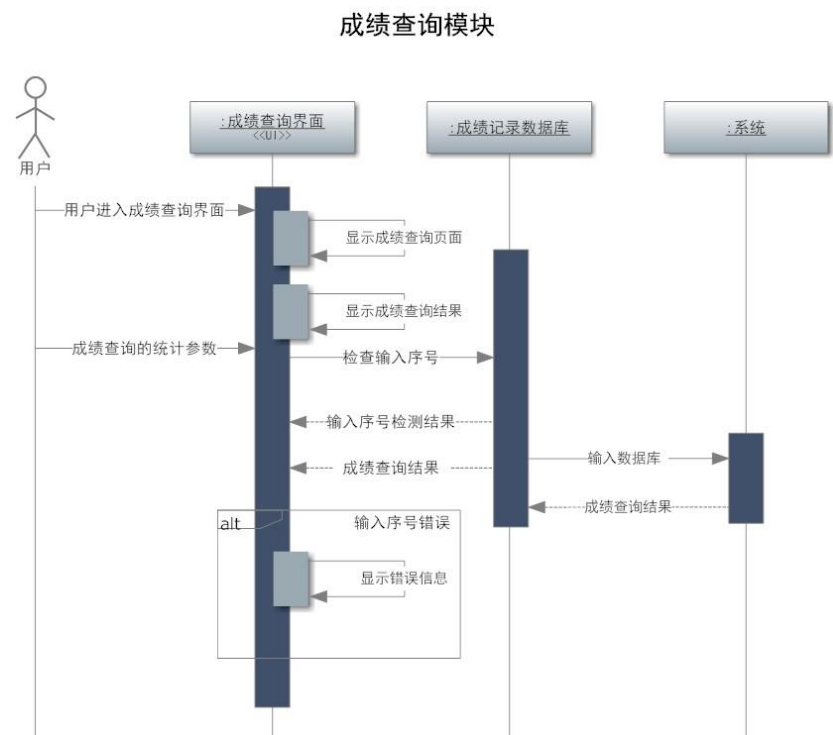 成绩查询模块
:成绩查询界面
<<UI>>
:成绩记录数据库
:系统
用户
用户进入成绩查询界面
显示成绩查询页面
显示成绩查询结果
成绩查询的统计参数
检查输入序号
输入序号检测结果
输入数据库
成绩查询结果
成绩查询结果
alt
输入序号错误
显示错误信息